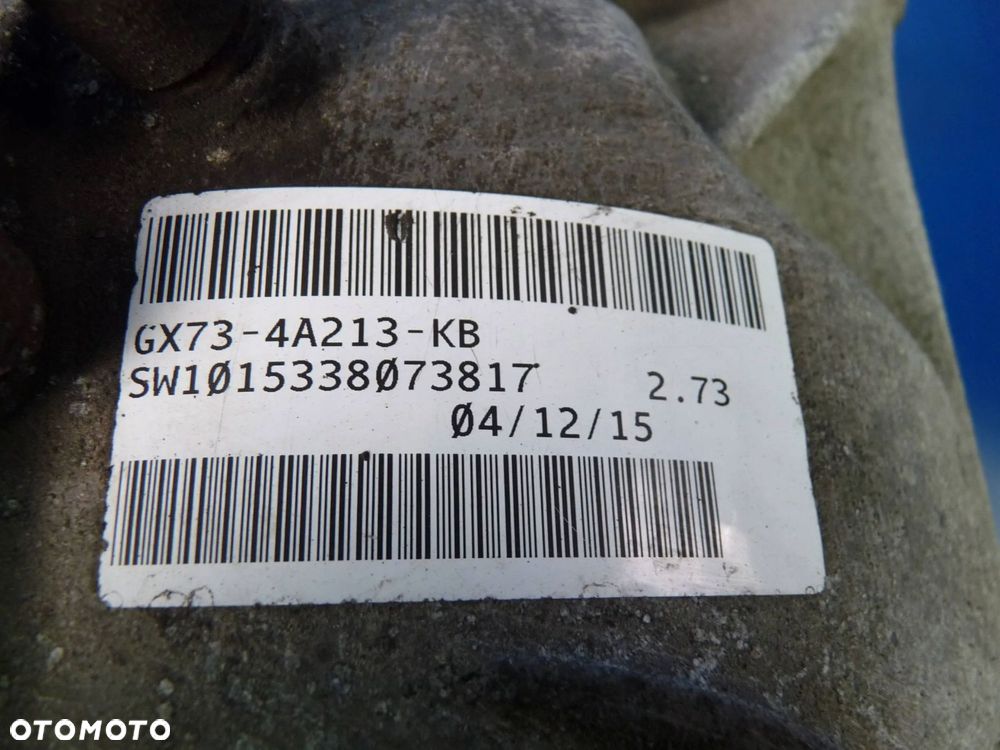 GX73-4A213-KB
SW1Ø15338Ø73817
2.73
Ø4/12/15
OTOMOTO